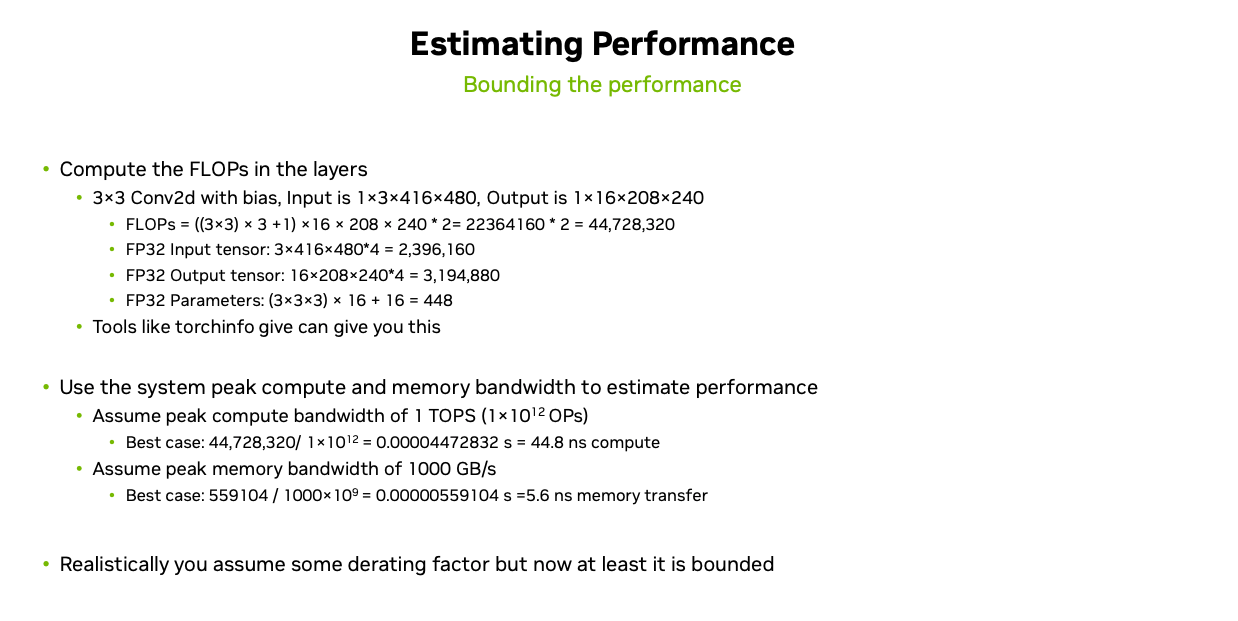 Estimating Performance
Bounding the performance
• Compute the FLOPs in the layers
• 3×3 Conv2d with bias, Input is 1×3×416×480, Output is 1×16×208×240
• FLOPs = ((3×3) × 3 +1) ×16 × 208 × 240 * 2= 22364160 * 2 = 44,728,320
• FP32 Input tensor: 3×416×480*4 = 2,396,160
• FP32 Output tensor: 16×208×240*4 = 3,194,880
• FP32 Parameters: (3×3×3) × 16 + 16 = 448
• Tools like torchinfo give can give you this
• Use the system peak compute and memory bandwidth to estimate performance
• Assume peak compute bandwidth of 1 TOPS (1×10¹² OPs)
• Best case: 44,728,320/ 1×10¹² = 0.00004472832 s = 44.8 ns compute
• Assume peak memory bandwidth of 1000 GB/s
• Best case: 559104 / 1000×10⁹ = 0.00000559104 s =5.6 ns memory transfer
• Realistically you assume some derating factor but now at least it is bounded